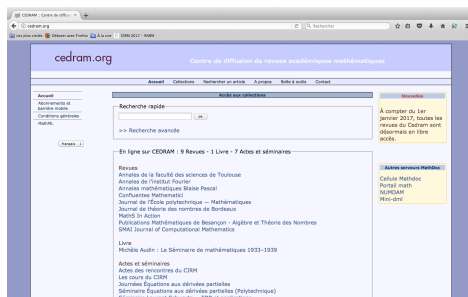 CEDRAM : Centre de diffusi
cedram.org
Rechercher
Les plus visités
Débuter avec Firefox
À la une
CIRM 2017 - RNBM
cedram.org
Centre de diffusion de revues académiques mathématiques
Accueil Collections Rechercher un article A propos Boîte à outils Contact
Accueil
Abonnements et
barrière mobile
Conditions générales
MathML
français
Accès aux collections
Recherche rapide
ok
>> Recherche avancée
En ligne sur CEDRAM : 9 Revues - 1 Livre - 7 Actes et séminaires
Revues
Annales de la faculté des sciences de Toulouse
Annales de l'institut Fourier
Annales mathématiques Blaise Pascal
Confluentes Mathematici
Journal de l'École polytechnique — Mathématiques
Journal de théorie des nombres de Bordeaux
MathS In Action
Publications Mathématiques de Besançon - Algèbre et Théorie des Nombres
SMAI Journal of Computational Mathematics
Livre
Michèle Audin : Le Séminaire de mathématiques 1933–1939
Actes et séminaires
Actes des rencontres du CIRM
Les cours du CIRM
Journées Équations aux dérivées partielles
Séminaire Équations aux dérivées partielles (Polytechnique)
Nouvelles
À compter du 1er
janvier 2017, toutes les
revues du Cedram sont
désormais en libre
accès.
Autres serveurs MathDoc
Cellule Mathdoc
Portail math
NUMDAM
Mini-dml